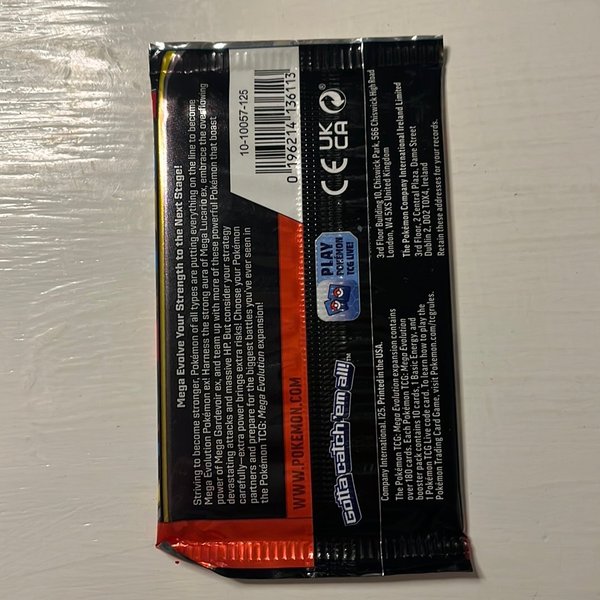 Mega Evolve Your Strength to the Next Stage!
Striving to become stronger, Pokémon of all types are putting everything on the line to become
Mega Evolution Pokémon ex! Harness the strong aura of Mega Lucario ex, embrace the overflowing
power of Mega Gardevoir ex, and team up with more of these powerful Pokémon that boast
devastating attacks and massive HP. But consider your strategy
carefully—extra power brings extra risks! Choose your Pokémon
partners and prepare for the biggest battles you've ever seen in
the Pokémon TCG: Mega Evolution expansion!
10-10057-125
0 196214 136113
WWW.POKEMON.COM
PLAY
POKÉMON
TCG LIVE!
CE UK
CA
Gotta catch 'em all!™
Company International. 125. Printed in the USA.
The Pokémon TCG: Mega Evolution expansion contains
over 180 cards. Each Pokémon TCG: Mega Evolution
booster pack contains 10 cards, 1 Basic Energy, and
1 Pokémon TCG Live code card. To learn how to play the
Pokémon Trading Card Game, visit Pokemon.com/tcgrules.
3rd Floor Building 10, Chiswick Park, 566 Chiswick High Road
London, W4 5XS United Kingdom
The Pokémon Company International Ireland Limited
3rd Floor, 2 Central Plaza, Dame Street
Dublin 2, D02 T0X4, Ireland
Retain these addresses for your records.